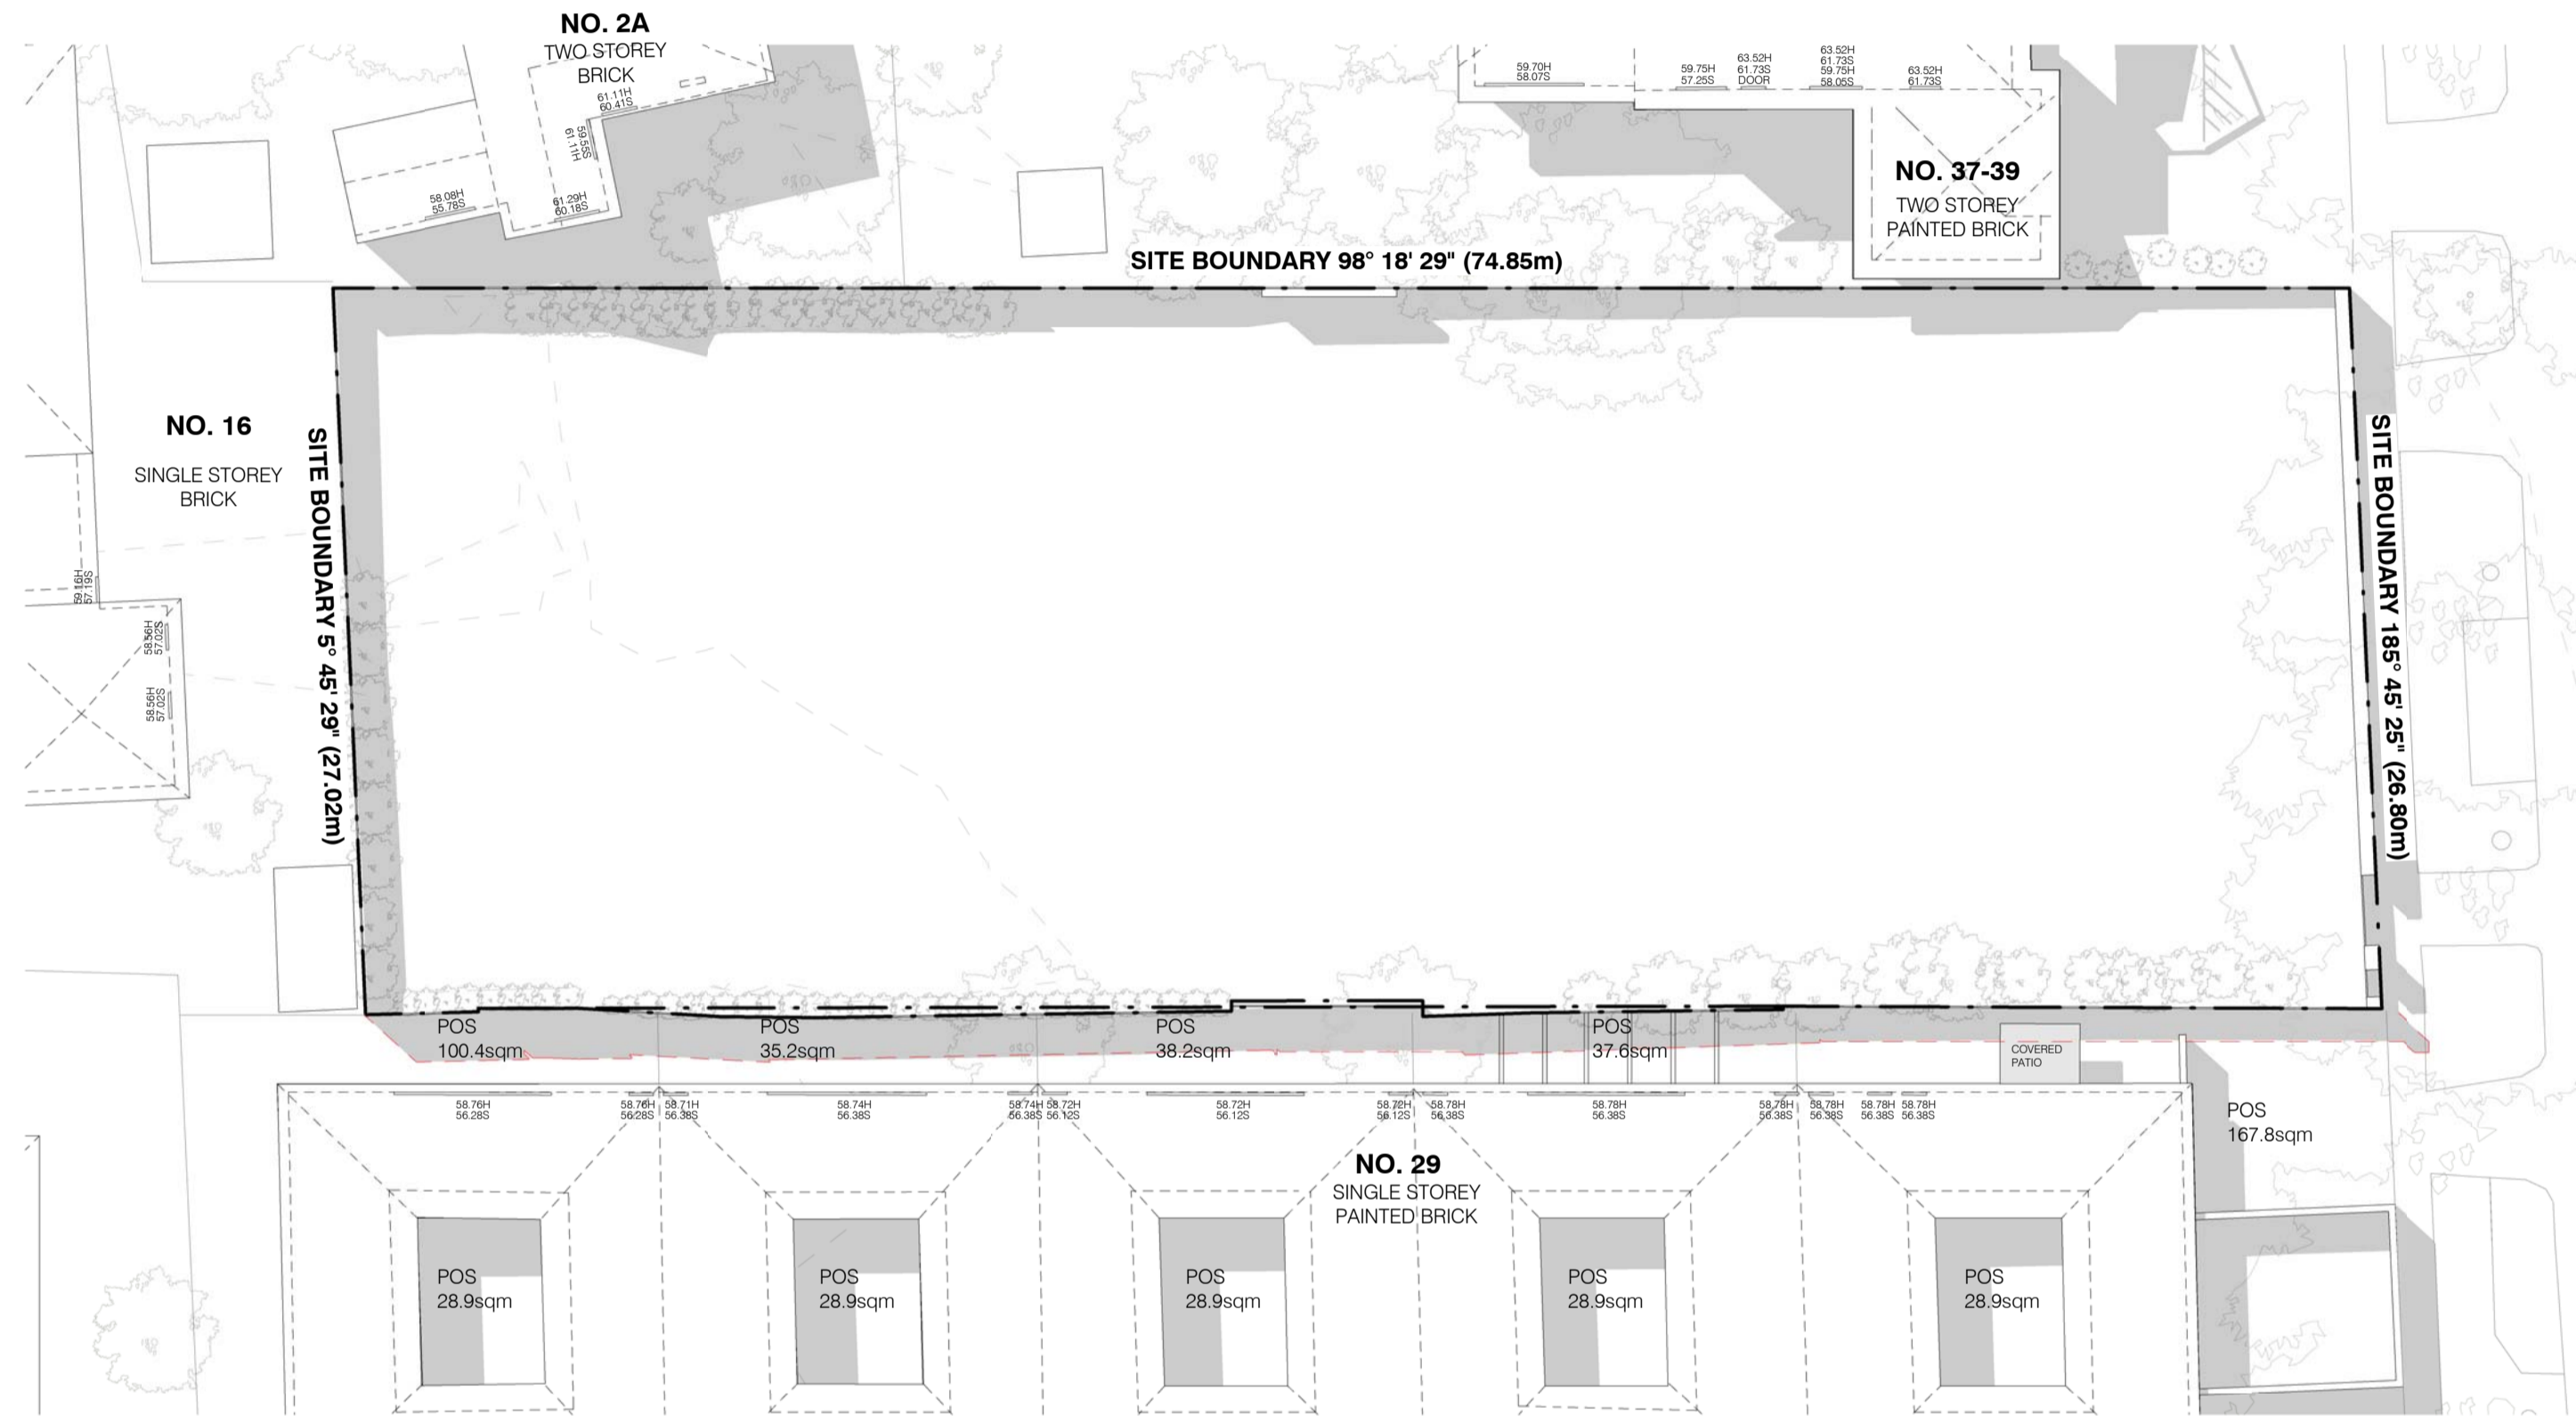 NO. 2A
TWO STOREY
BRICK
61.11H
60.41S
59.55S
61.11H
58.08H
55.78S
61.29H
60.18S
59.70H
58.07S
59.75H
57.25S
63.52H
61.73S
DOOR
63.52H
61.73S
59.75H
58.05S
63.52H
61.73S
NO. 37-39
TWO STOREY
PAINTED BRICK
SITE BOUNDARY 98° 18' 29" (74.85m)
NO. 16
SINGLE STOREY
BRICK
SITE BOUNDARY 5° 45' 29" (27.02m)
SITE BOUNDARY 185° 45' 25" (26.80m)
59.16H
57.19S
58.56H
57.02S
58.56H
57.02S
POS
100.4sqm
POS
35.2sqm
POS
38.2sqm
POS
37.6sqm
COVERED
PATIO
58.76H
56.28S
58.76H
56.28S
58.71H
56.38S
58.74H
56.38S
58.74H
56.38S
58.72H
56.12S
58.72H
56.12S
58.72H
56.12S
58.78H
56.38S
58.78H
56.38S
58.78H
56.38S
58.78H
56.38S
58.78H
56.38S
58.78H
56.38S
POS
167.8sqm
NO. 29
SINGLE STOREY
PAINTED BRICK
POS
28.9sqm
POS
28.9sqm
POS
28.9sqm
POS
28.9sqm
POS
28.9sqm